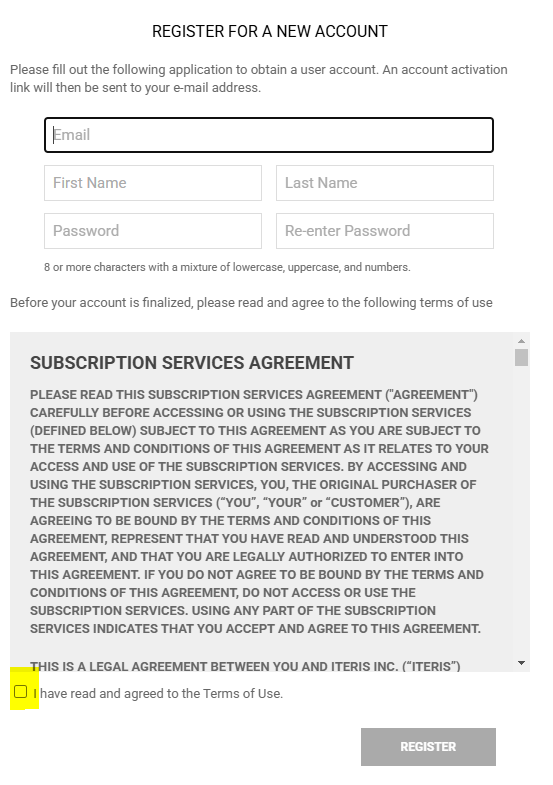 REGISTER FOR A NEW ACCOUNT
Please fill out the following application to obtain a user account. An account activation
link will then be sent to your e-mail address.
Email
First Name
Last Name
Password
Re-enter Password
8 or more characters with a mixture of lowercase, uppercase, and numbers.
Before your account is finalized, please read and agree to the following terms of use
SUBSCRIPTION SERVICES AGREEMENT
PLEASE READ THIS SUBSCRIPTION SERVICES AGREEMENT ("AGREEMENT")
CAREFULLY BEFORE ACCESSING OR USING THE SUBSCRIPTION SERVICES
(DEFINED BELOW) SUBJECT TO THIS AGREEMENT AS YOU ARE SUBJECT TO
THE TERMS AND CONDITIONS OF THIS AGREEMENT AS IT RELATES TO YOUR
ACCESS AND USE OF THE SUBSCRIPTION SERVICES. BY ACCESSING AND
USING THE SUBSCRIPTION SERVICES, YOU, THE ORIGINAL PURCHASER OF
THE SUBSCRIPTION SERVICES (“YOU”, “YOUR” or “CUSTOMER”), ARE
AGREEING TO BE BOUND BY THE TERMS AND CONDITIONS OF THIS
AGREEMENT, REPRESENT THAT YOU HAVE READ AND UNDERSTOOD THIS
AGREEMENT, AND THAT YOU ARE LEGALLY AUTHORIZED TO ENTER INTO
THIS AGREEMENT. IF YOU DO NOT AGREE TO BE BOUND BY THE TERMS AND
CONDITIONS OF THIS AGREEMENT, DO NOT ACCESS OR USE THE
SUBSCRIPTION SERVICES. USING ANY PART OF THE SUBSCRIPTION
SERVICES INDICATES THAT YOU ACCEPT AND AGREE TO THIS AGREEMENT.
THIS IS A LEGAL AGREEMENT BETWEEN YOU AND ITERIS INC. (“ITERIS”)
I have read and agreed to the Terms of Use.
REGISTER